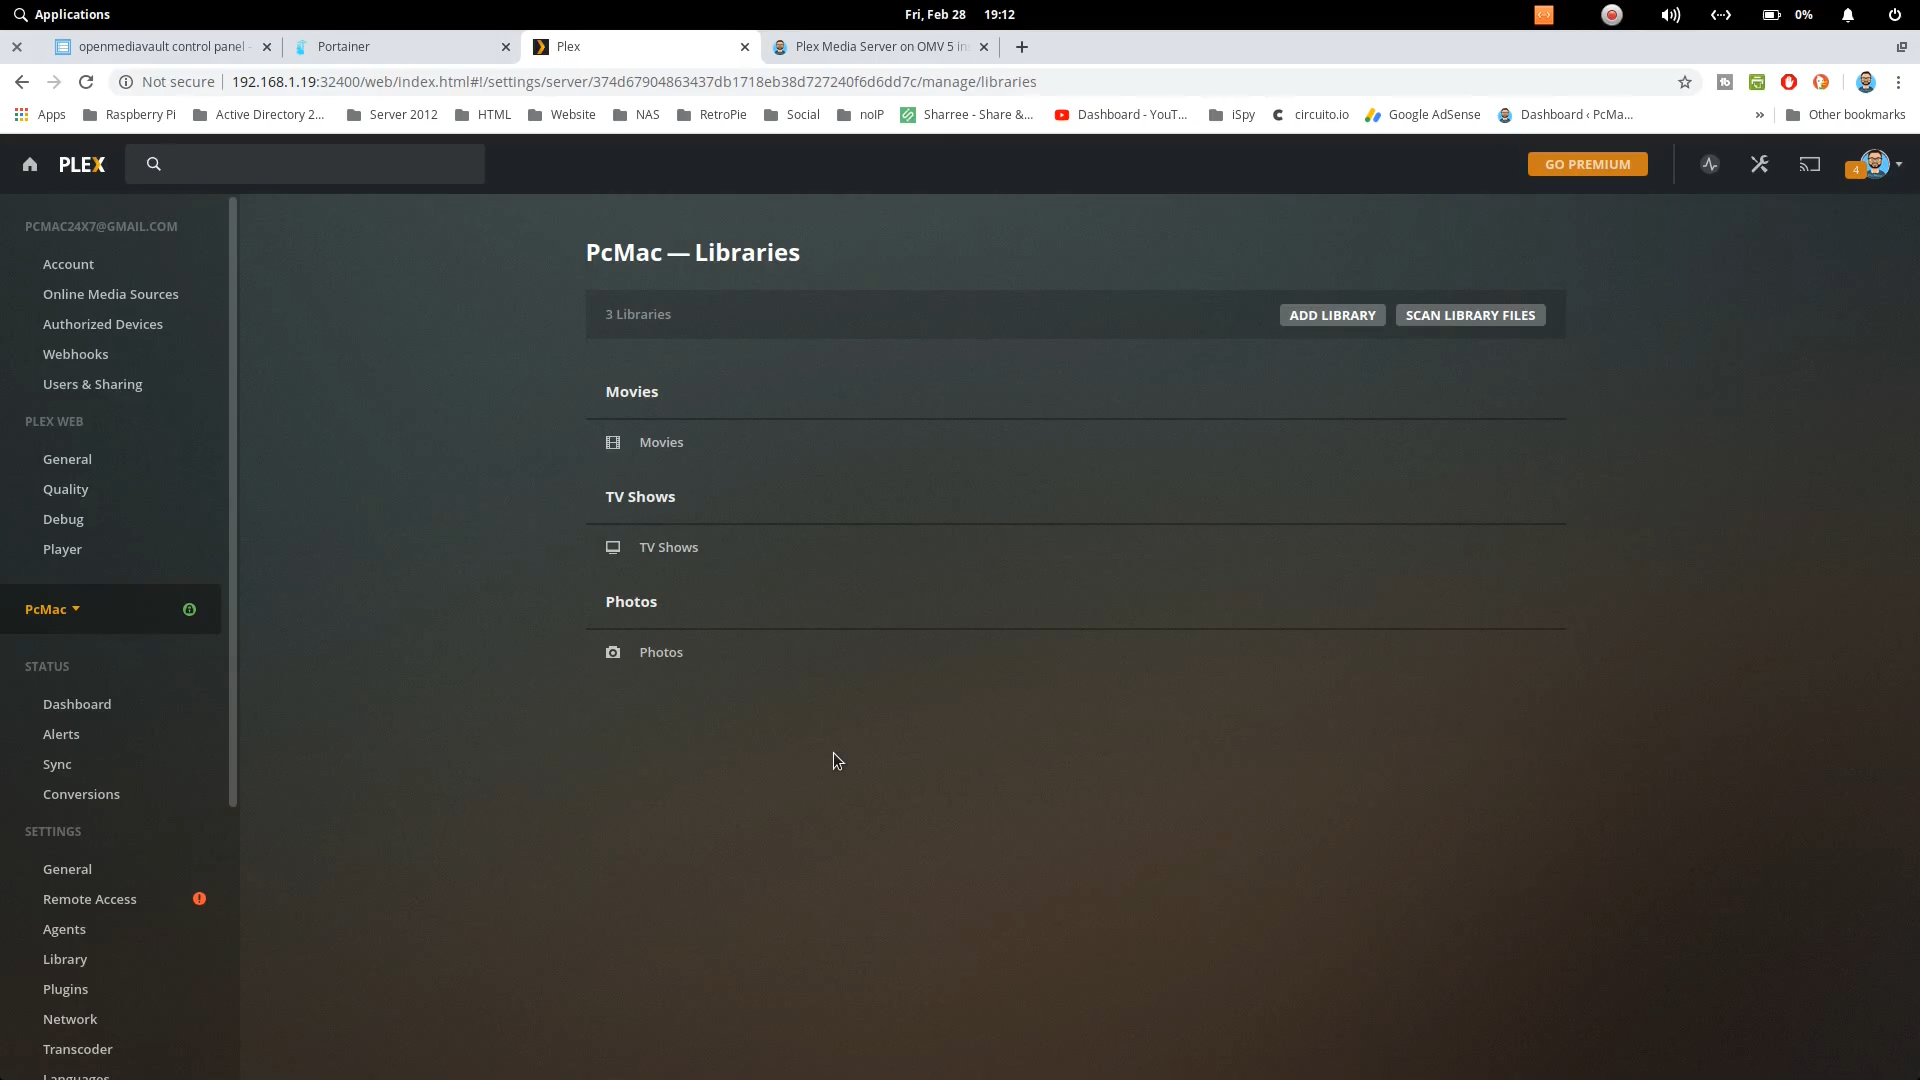 Applications
Fri, Feb 28 19:12
0%
openmediavault control panel -
Portainer
Plex
Plex Media Server on OMV 5 in
Not secure 192.168.1.19:32400/web/index.html#!/settings/server/374d67904863437db1718eb38d727240f6d6dd7c/manage/libraries
Apps Raspberry Pi Active Directory 2... Server 2012 HTML Website NAS RetroPie Social noIP Sharree - Share &... Dashboard - YouT... iSpy circuito.io Google AdSense Dashboard ‹ PcMa... » Other bookmarks
PLEX
GO PREMIUM
4
PCMAC24X7@GMAIL.COM
Account
Online Media Sources
Authorized Devices
Webhooks
Users & Sharing
PLEX WEB
General
Quality
Debug
Player
PcMac
STATUS
Dashboard
Alerts
Sync
Conversions
SETTINGS
General
Remote Access
Agents
Library
Plugins
Network
Transcoder
Languages
PcMac — Libraries
3 Libraries
ADD LIBRARY
SCAN LIBRARY FILES
Movies
Movies
TV Shows
TV Shows
Photos
Photos